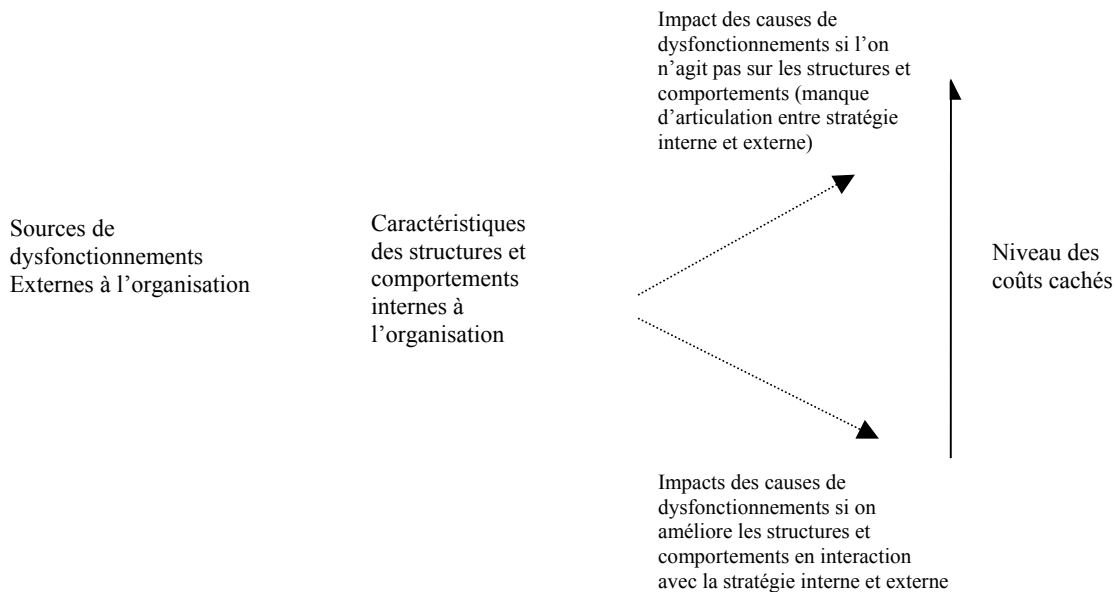 Sources de
dysfonctionnements
Externes à l’organisation
Caractéristiques
des structures et
comportements
internes à
l’organisation
Impact des causes de
dysfonctionnements si l’on
n’agit pas sur les structures et
comportements (manque
d’articulation entre stratégie
interne et externe)
Impacts des causes de
dysfonctionnements si on
améliore les structures et
comportements en interaction
avec la stratégie interne et externe
Niveau des
coûts cachés